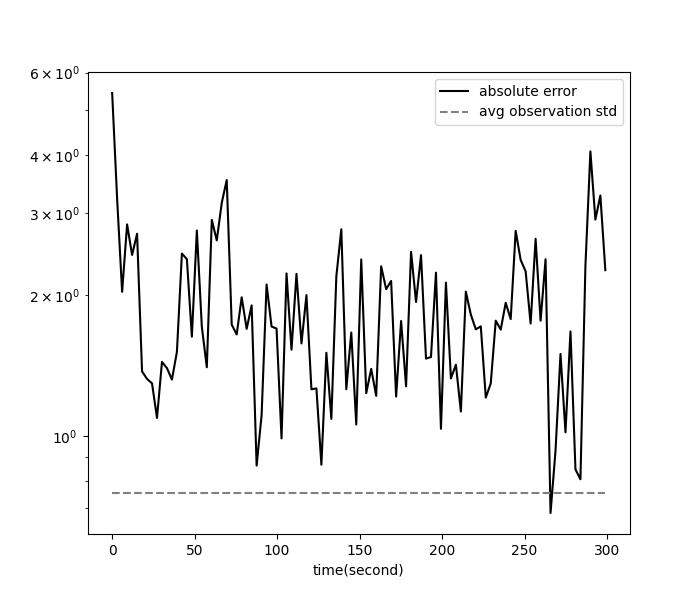 6 × 10⁰
4 × 10⁰
3 × 10⁰
2 × 10⁰
10⁰
absolute error
avg observation std
0 50 100 150 200 250 300
time(second)